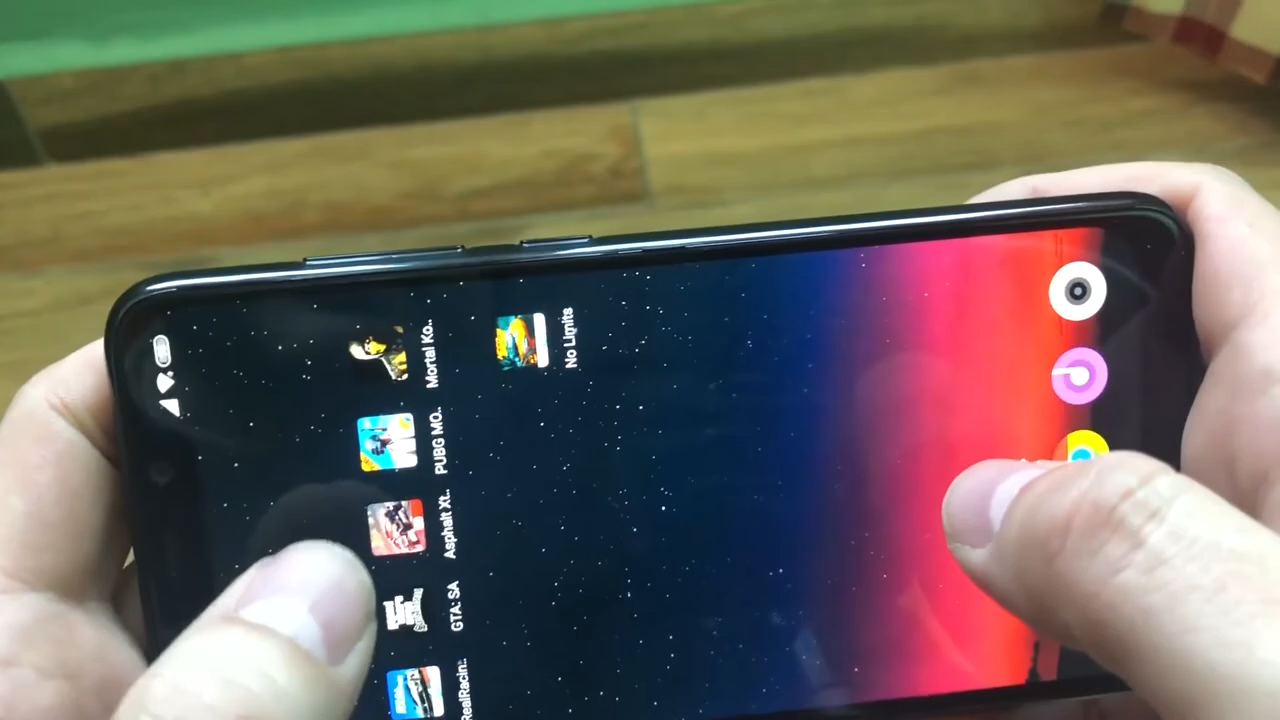 Mortal Ko..
PUBG MO..
Asphalt Xt..
GTA: SA
RealRacin..
No Limits